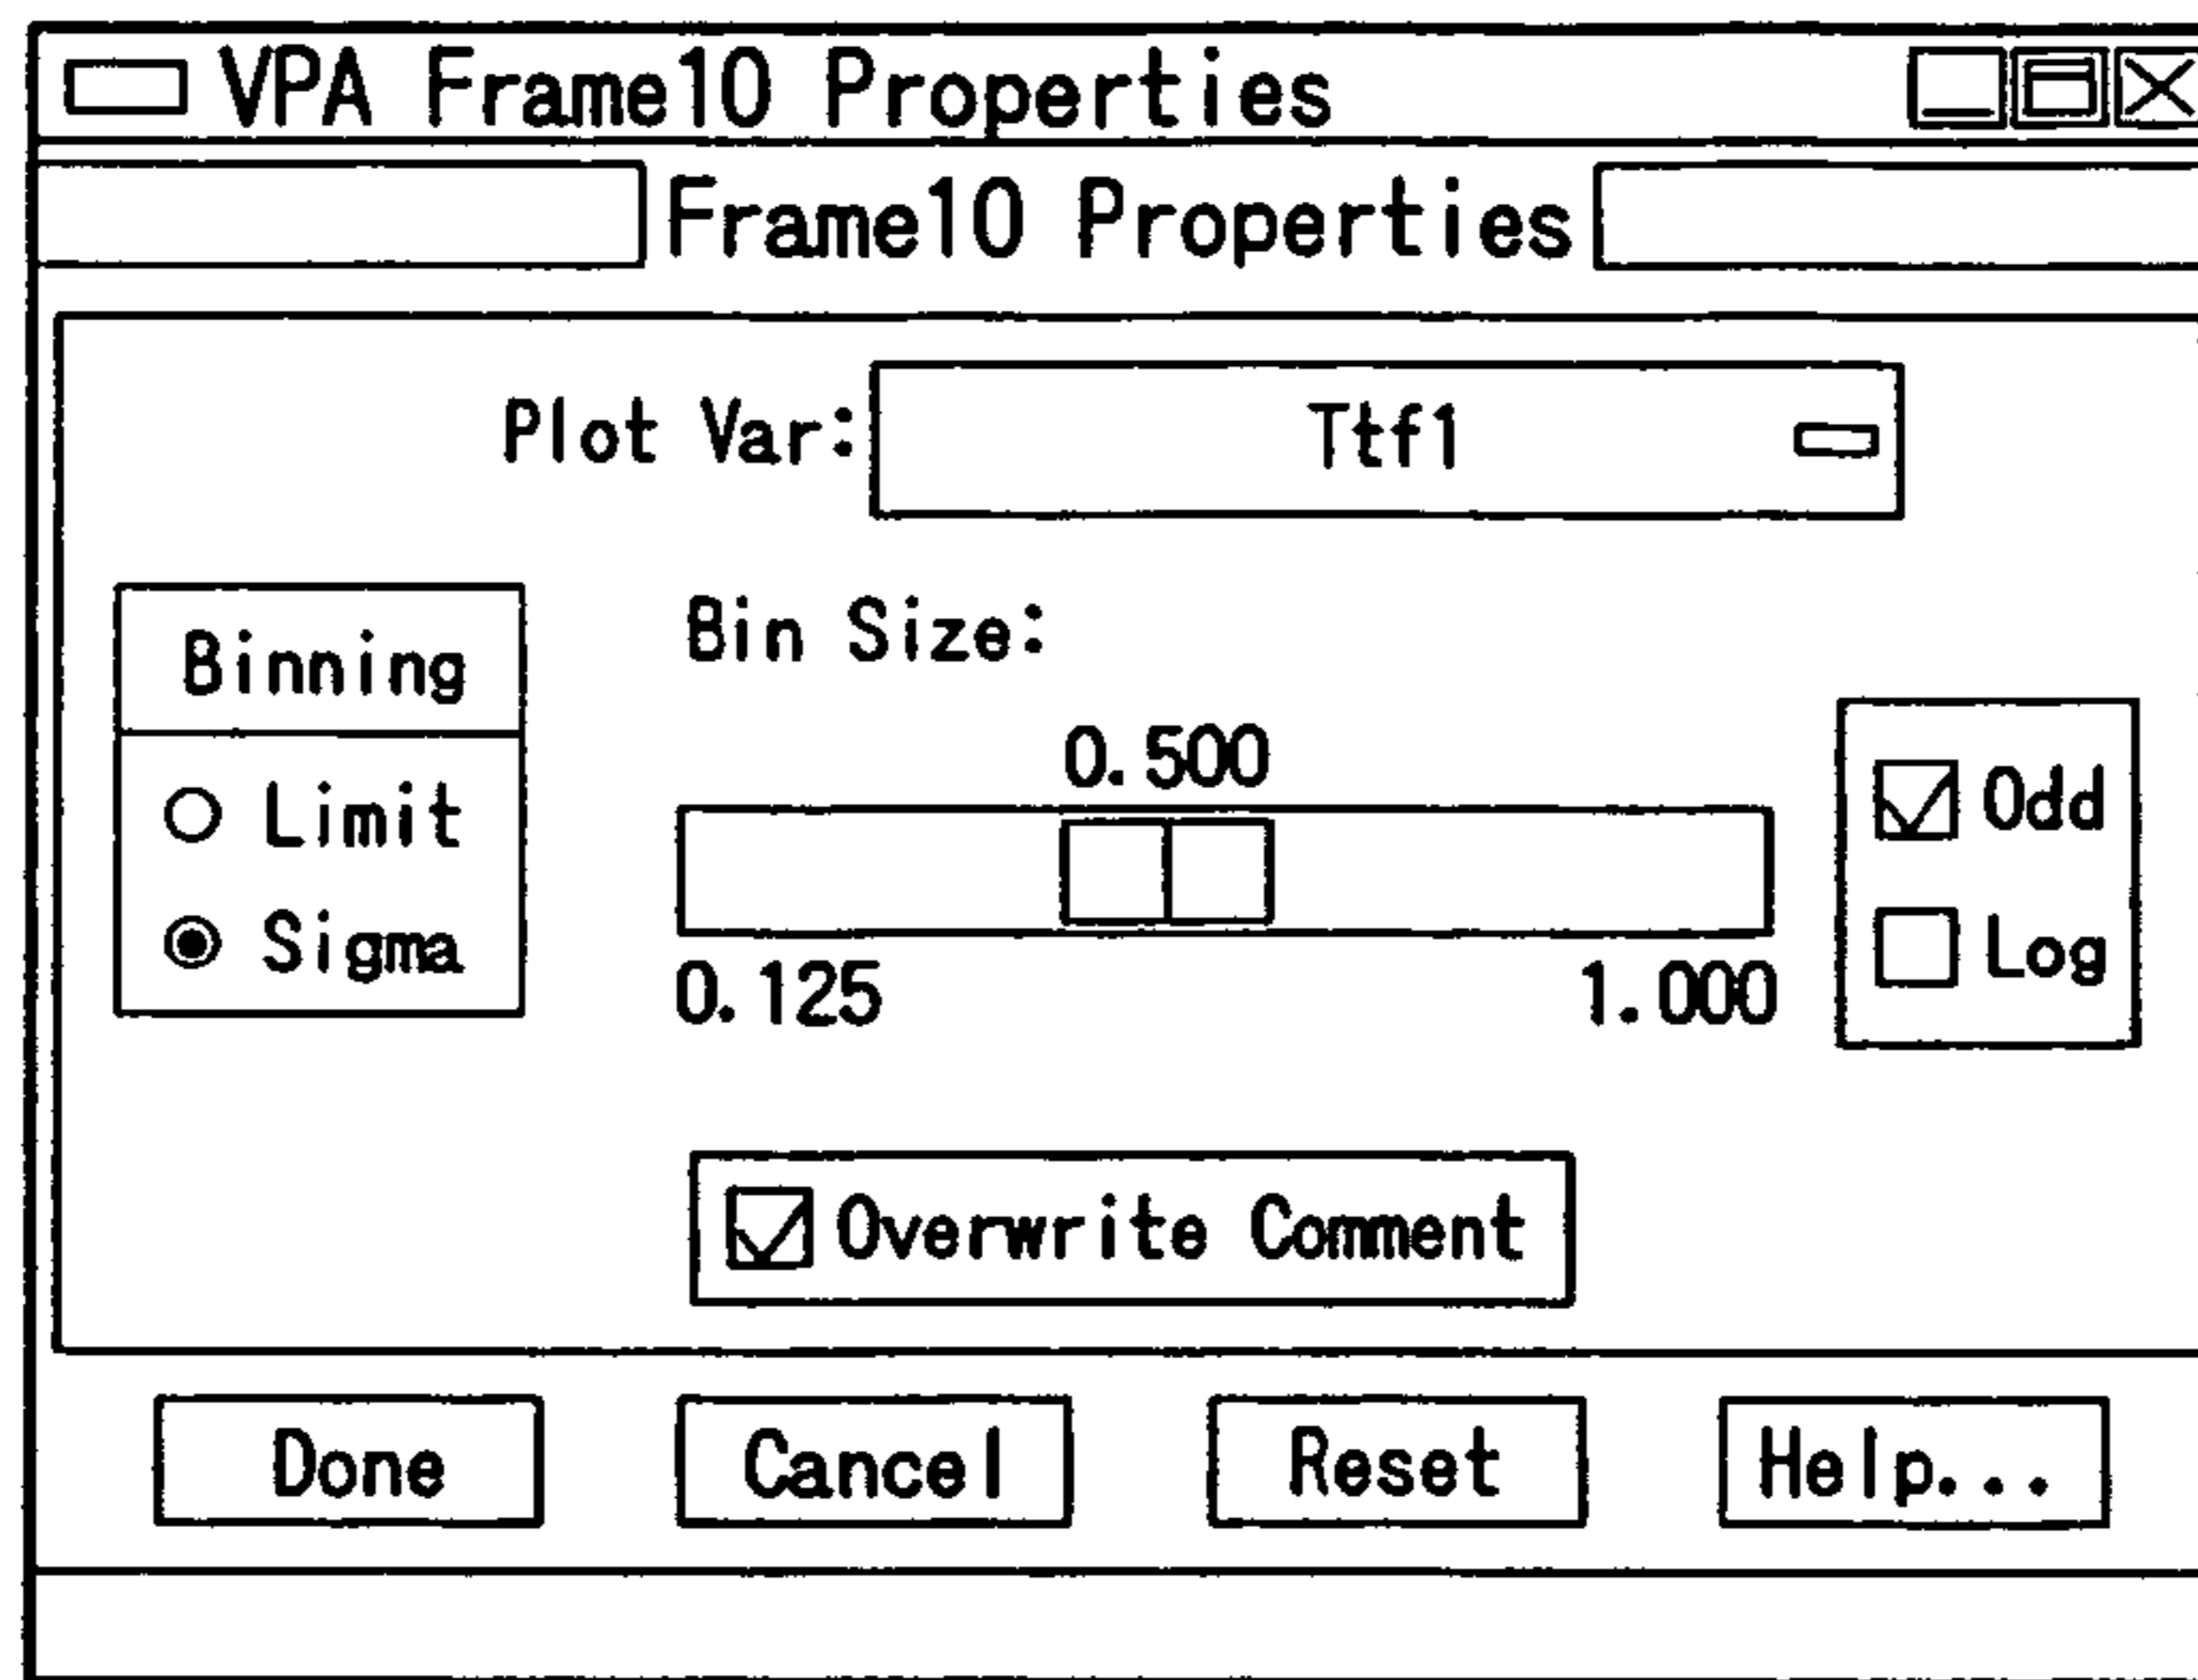 VPA Frame10 Properties
Frame10 Properties
Plot Var: Ttf1
Binning
Limit
Sigma
Bin Size:
0.500
0.125 1.000
Odd
Log
Overwrite Comment
Done Cancel Reset Help...